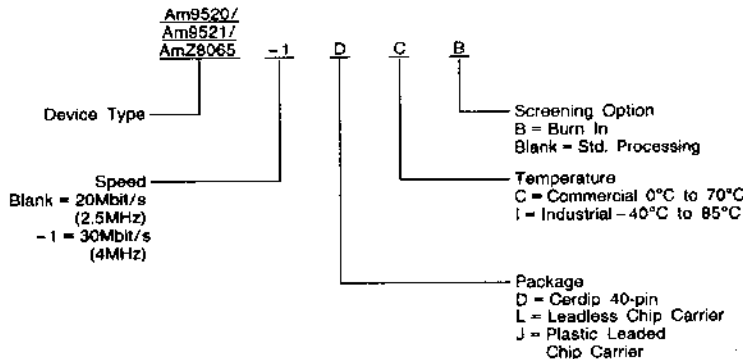 Am9520/
Am9521/
AmZ8065 -1 D C B
Device Type
Screening Option
B = Burn In
Blank = Std. Processing
Speed
Blank = 20Mbit/s
(2.5MHz)
-1 = 30Mbit/s
(4MHz)
Temperature
C = Commercial 0°C to 70°C
I = Industrial -40°C to 85°C
Package
D = Cerdip 40-pin
L = Leadless Chip Carrier
J = Plastic Leaded
Chip Carrier